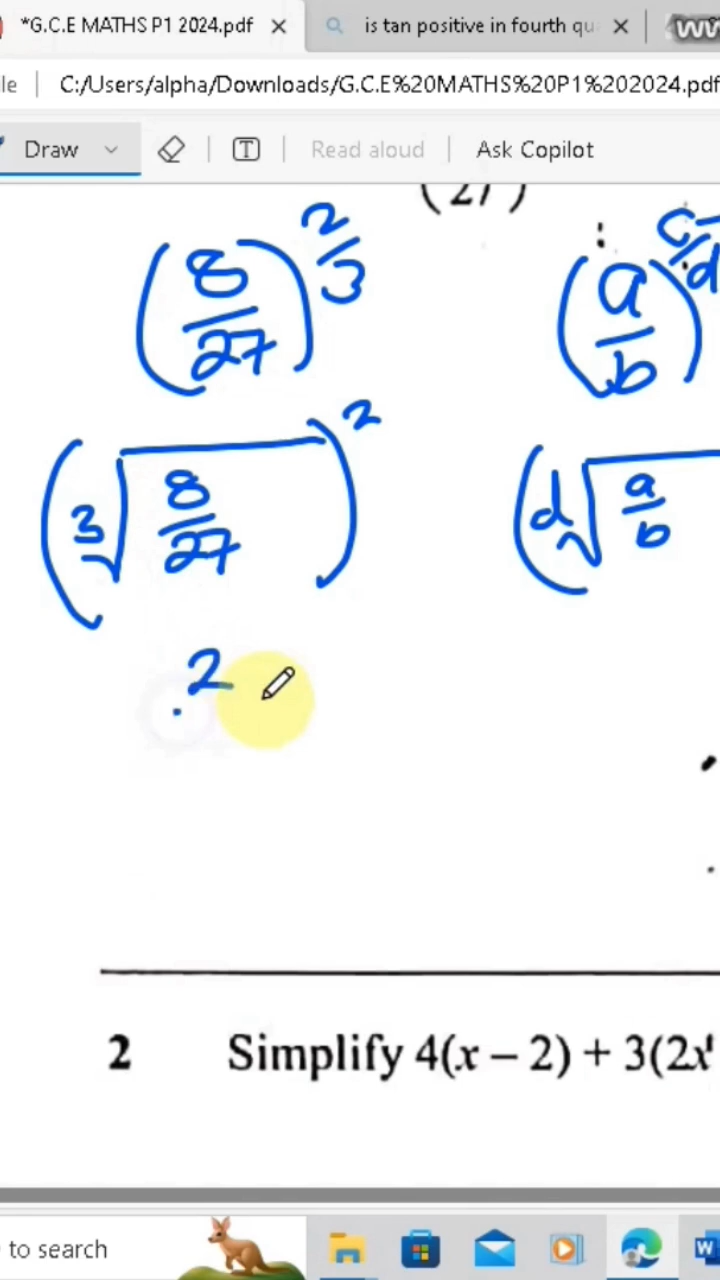 *G.C.E MATHS P1 2024.pdf
is tan positive in fourth qu
C:/Users/alpha/Downloads/G.C.E%20MATHS%20P1%202024.pdf
Draw T Read aloud Ask Copilot
(8/27)^2/3 (a/b)^c/d
(3√8/27)^2 (d√a/b
2
2 Simplify 4(x – 2) + 3(2x
to search